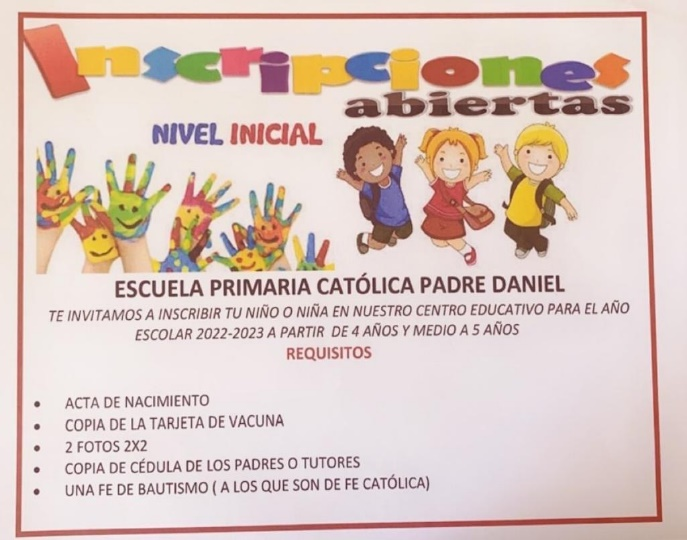 Inscripciones
abiertas
NIVEL INICIAL
ESCUELA PRIMARIA CATÓLICA PADRE DANIEL
TE INVITAMOS A INSCRIBIR TU NIÑO O NIÑA EN NUESTRO CENTRO EDUCATIVO PARA EL AÑO
ESCOLAR 2022-2023 A PARTIR DE 4 AÑOS Y MEDIO A 5 AÑOS
REQUISITOS
• ACTA DE NACIMIENTO
• COPIA DE LA TARJETA DE VACUNA
• 2 FOTOS 2X2
• COPIA DE CÉDULA DE LOS PADRES O TUTORES
• UNA FE DE BAUTISMO ( A LOS QUE SON DE FE CATÓLICA)